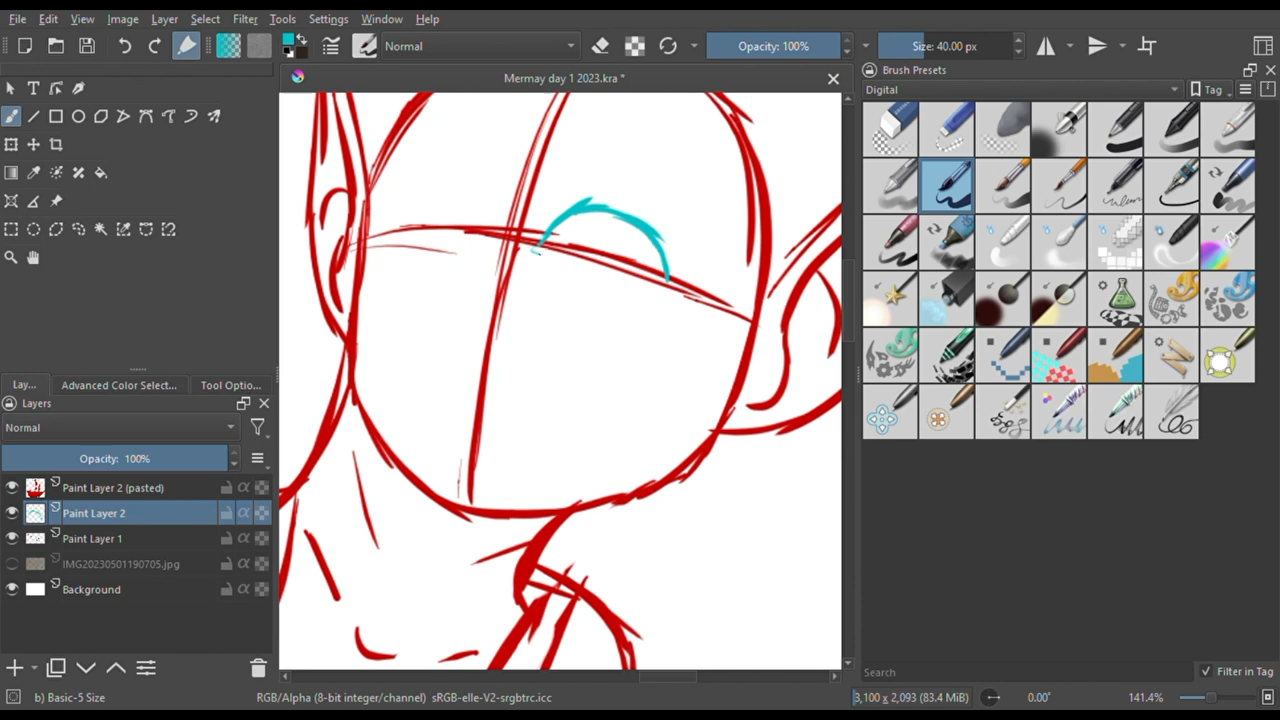 File Edit View Image Layer Select Filter Tools Settings Window Help
Normal
Opacity: 100%
Size: 40.00 px
Mermay day 1 2023.kra *
Brush Presets
Digital
Tag
Lay...
Advanced Color Select...
Tool Optio...
Layers
Normal
Opacity: 100%
Paint Layer 2 (pasted)
Paint Layer 2
Paint Layer 1
IMG20230501190705.jpg
Background
Search
Filter in Tag
b) Basic-5 Size
RGB/Alpha (8-bit integer/channel) sRGB-elle-V2-srgbtrc.icc
3,100 x 2,093 (83.4 MiB)
0.00°
141.4%